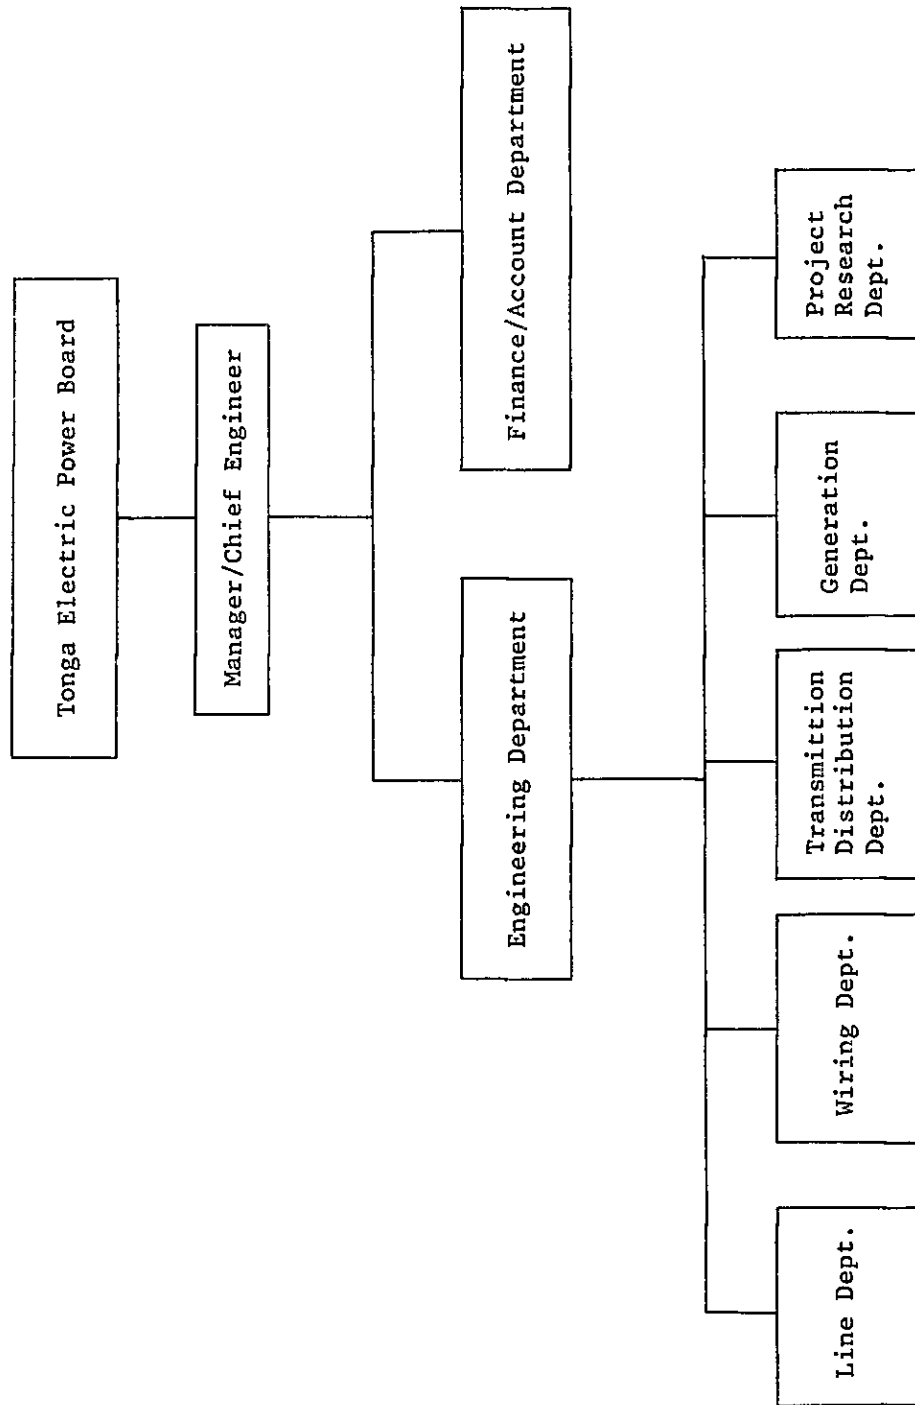 Tonga Electric Power Board
Manager/Chief Engineer
Engineering Department
Finance/Account Department
Line Dept.
Wiring Dept.
Transmittion
Distribution
Dept.
Generation
Dept.
Project
Research
Dept.